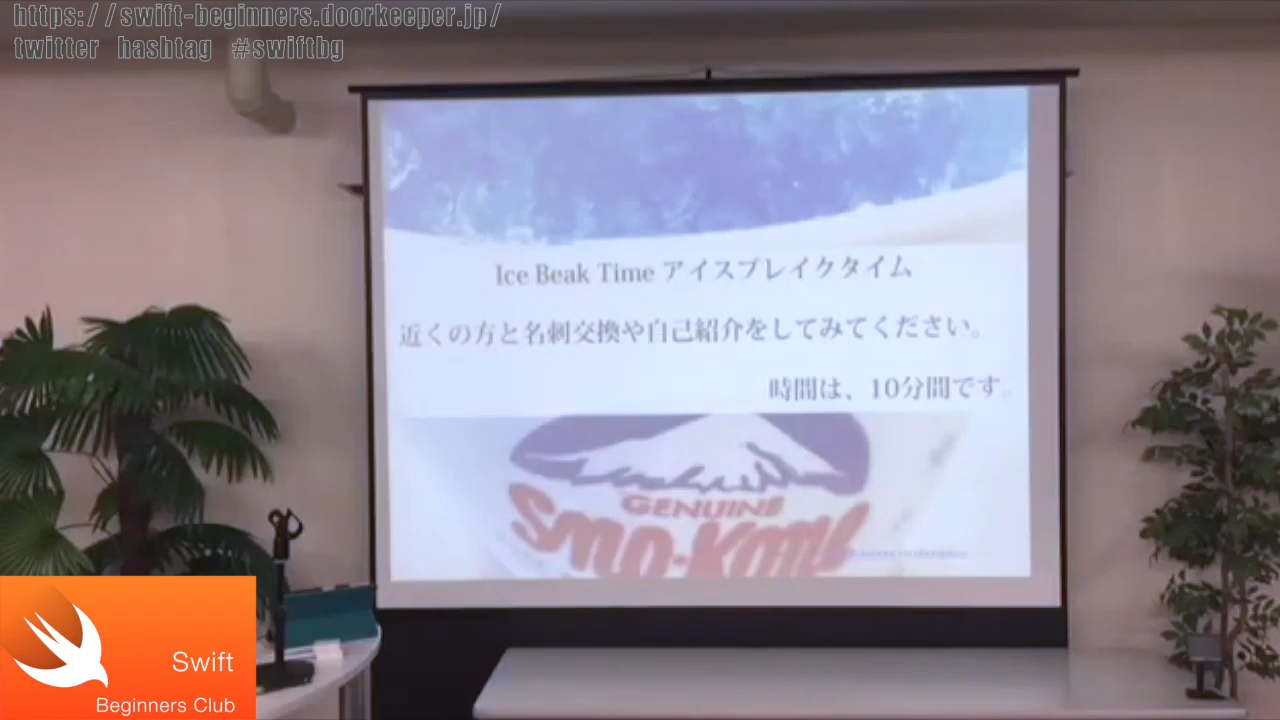 https://swift-beginners.doorkeeper.jp/
twitter hashtag #swiftbg
Ice Beak Time アイスブレイクタイム
近くの方と名刺交換や自己紹介をしてみてください。
時間は、10分間です。
GENUINE
SNO-KONE
Swift
Beginners Club